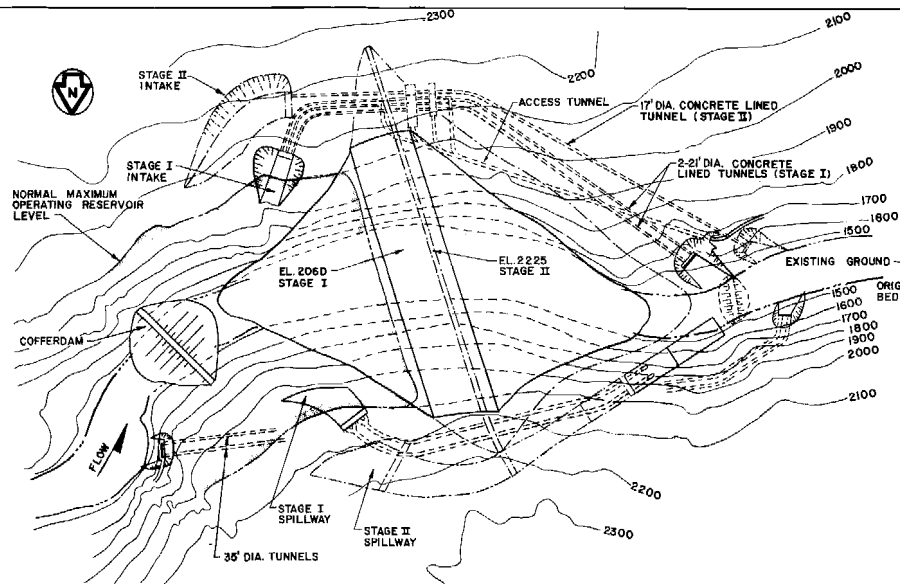 2300
2100
2200
N
STAGE II
INTAKE
2000
ACCESS TUNNEL
17' DIA. CONCRETE LINED
TUNNEL (STAGE II)
1900
2-21' DIA. CONCRETE
LINED TUNNELS (STAGE I)
1800
STAGE I
INTAKE
NORMAL MAXIMUM
OPERATING RESERVOIR
LEVEL
1700
1600
1500
EXISTING GROUND
EL. 2060
STAGE I
EL. 2225
STAGE II
ORIG
BED
1500
1600
1700
1800
1900
2000
COFFERDAM
2100
FLOW
2200
STAGE I
SPILLWAY
STAGE II
SPILLWAY
2300
35' DIA. TUNNELS